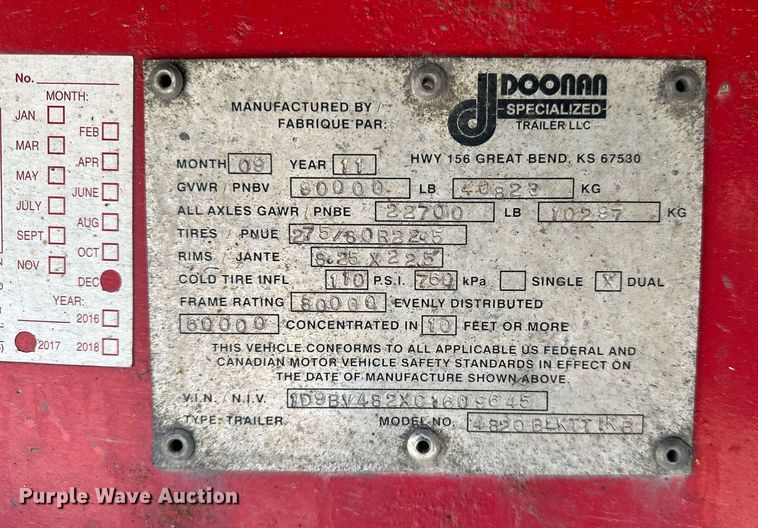 No.
MONTH:
JAN
FEB
MAR
APR
MAY
JUNE
JULY
AUG
SEPT
OCT
NOV
DEC
YEAR:
2016
2017 2018
DOONAN
SPECIALIZED
TRAILER LLC
MANUFACTURED BY /
FABRIQUE PAR:
HWY 156 GREAT BEND, KS 67530
MONTH 09 YEAR 11
GVWR / PNBV 80000 LB 40823 KG
ALL AXLES GAWR / PNBE 22700 LB 10297 KG
TIRES / PNUE 275/80R22.5
RIMS / JANTE 8.25 X 22.5
COLD TIRE INFL 110 P.S.I. 760 kPa SINGLE X DUAL
FRAME RATING 80000 EVENLY DISTRIBUTED
60000 CONCENTRATED IN 10 FEET OR MORE
THIS VEHICLE CONFORMS TO ALL APPLICABLE US FEDERAL AND
CANADIAN MOTOR VEHICLE SAFETY STANDARDS IN EFFECT ON
THE DATE OF MANUFACTURE SHOWN ABOVE.
V.I.N. / N.I.V. 1D9BV482XC1609645
TYPE: TRAILER MODEL NO.
Purple Wave Auction